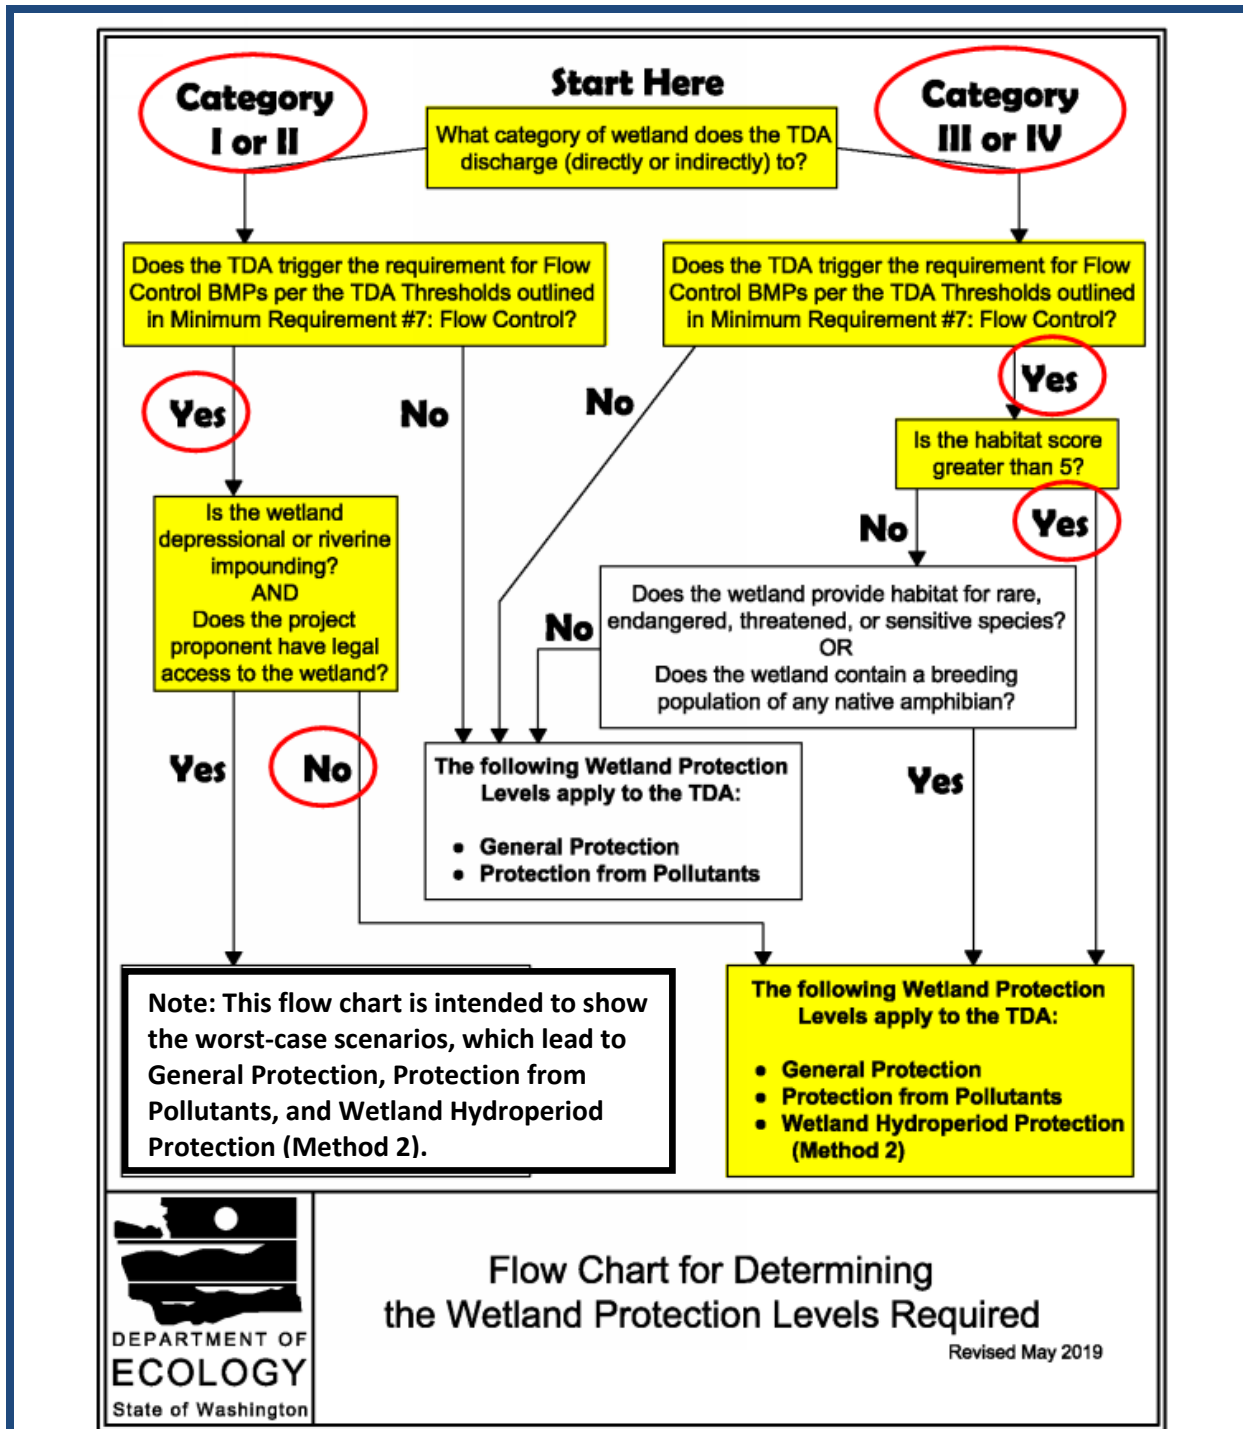 Start Here
Category
I or II
What category of wetland does the TDA
discharge (directly or indirectly) to?
Category
III or IV
Does the TDA trigger the requirement for Flow
Control BMPs per the TDA Thresholds outlined
in Minimum Requirement #7: Flow Control?
Does the TDA trigger the requirement for Flow
Control BMPs per the TDA Thresholds outlined
in Minimum Requirement #7: Flow Control?
Yes
No
No
Yes
Is the habitat score
greater than 5?
Is the wetland
depressional or riverine
impounding?
AND
Does the project
proponent have legal
access to the wetland?
No
Yes
Does the wetland provide habitat for rare,
endangered, threatened, or sensitive species?
OR
Does the wetland contain a breeding
population of any native amphibian?
No
Yes
No
The following Wetland Protection
Levels apply to the TDA:
• General Protection
• Protection from Pollutants
Yes
Note: This flow chart is intended to show
the worst-case scenarios, which lead to
General Protection, Protection from
Pollutants, and Wetland Hydroperiod
Protection (Method 2).
The following Wetland Protection
Levels apply to the TDA:
• General Protection
• Protection from Pollutants
• Wetland Hydroperiod Protection
(Method 2)
DEPARTMENT OF
ECOLOGY
State of Washington
Flow Chart for Determining
the Wetland Protection Levels Required
Revised May 2019